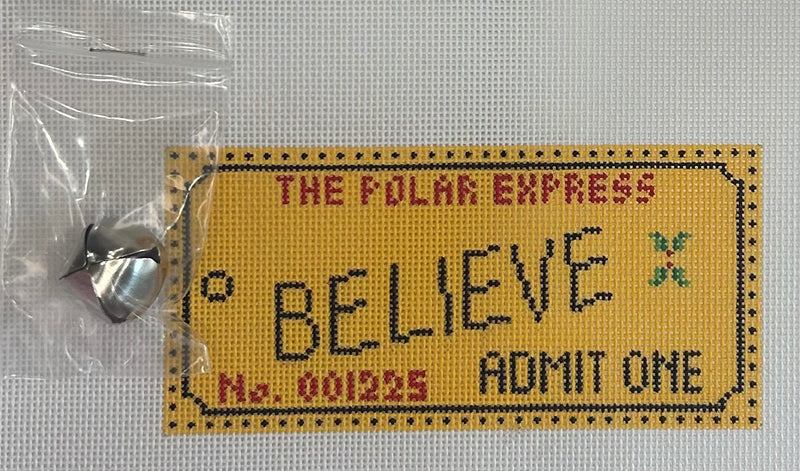 THE POLAR EXPRESS
BELIEVE
No. 001225
ADMIT ONE